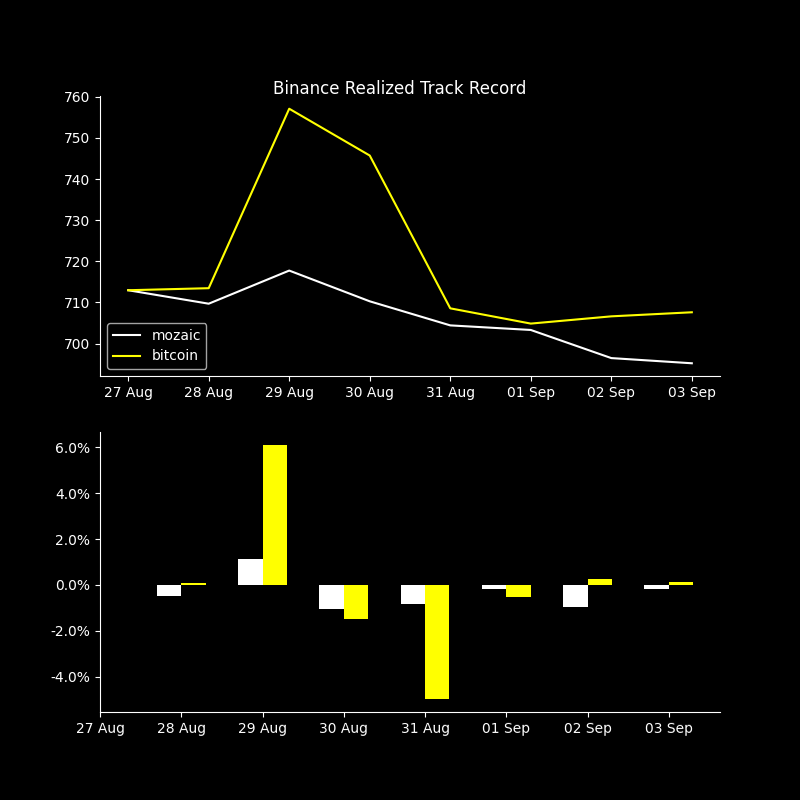 Binance Realized Track Record
760
750
740
730
720
710
700
mozaic
bitcoin
27 Aug 28 Aug 29 Aug 30 Aug 31 Aug 01 Sep 02 Sep 03 Sep
6.0%
4.0%
2.0%
0.0%
-2.0%
-4.0%
27 Aug 28 Aug 29 Aug 30 Aug 31 Aug 01 Sep 02 Sep 03 Sep